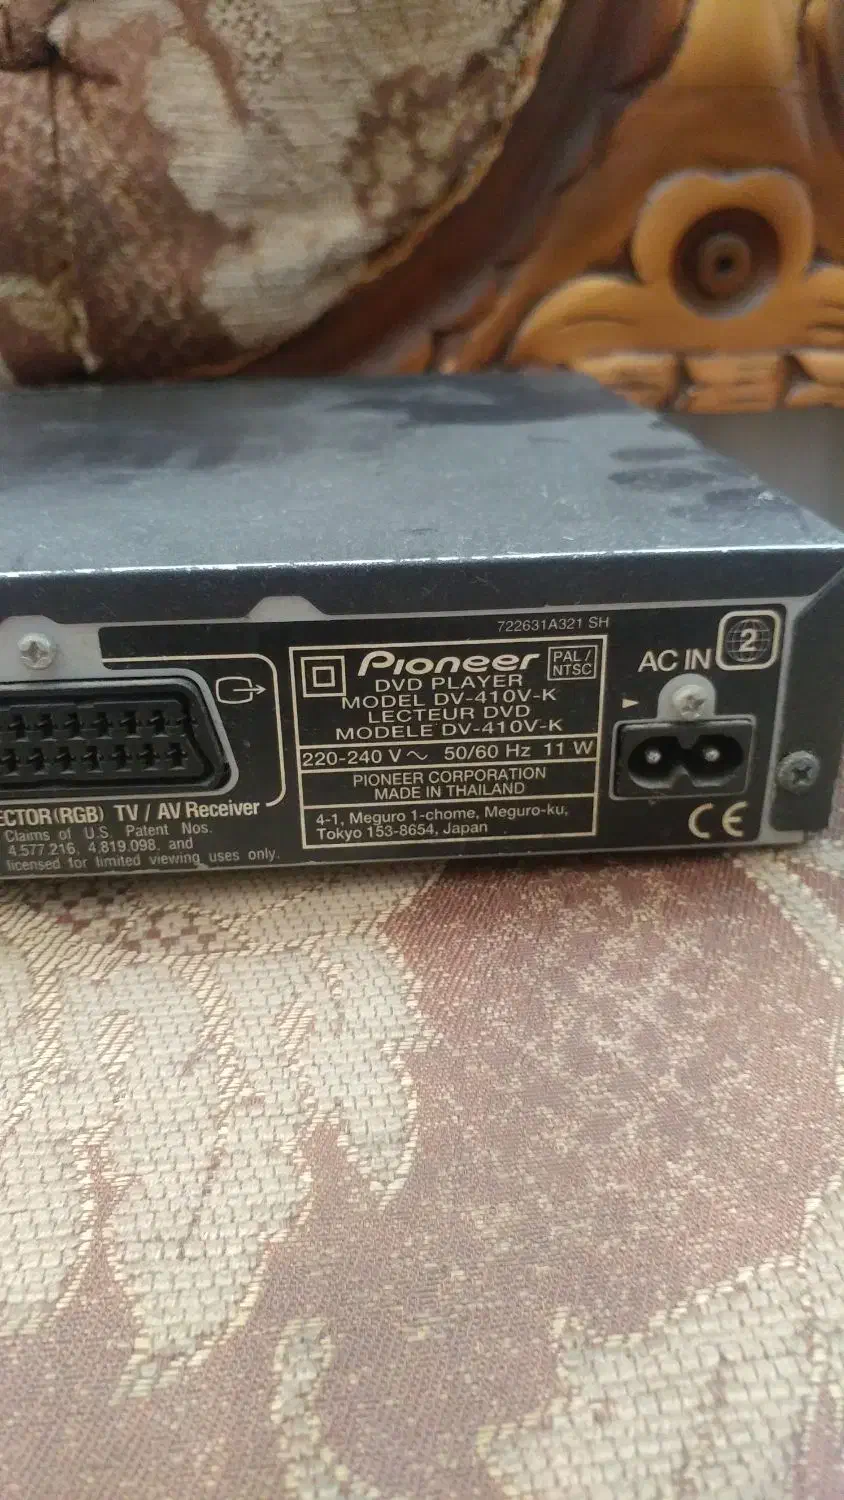 722631A321 SH
Pioneer
PAL /
NTSC
DVD PLAYER
MODEL DV-410V-K
LECTEUR DVD
MODELE DV-410V-K
220-240 V ~ 50/60 Hz 11 W
PIONEER CORPORATION
MADE IN THAILAND
4-1, Meguro 1-chome, Meguro-ku,
Tokyo 153-8654, Japan
AC IN
2
CE
ECTOR (RGB) TV / AV Receiver
Claims of U.S. Patent Nos.
4,577,216, 4,819,098, and
licensed for limited viewing uses only.